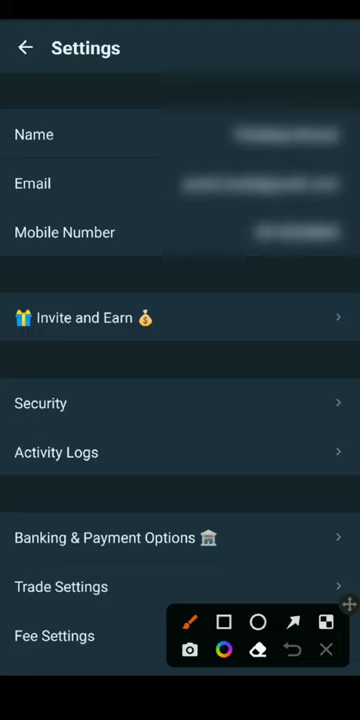 Settings
Name
Email
Mobile Number
Invite and Earn
Security
Activity Logs
Banking & Payment Options
Trade Settings
Fee Settings